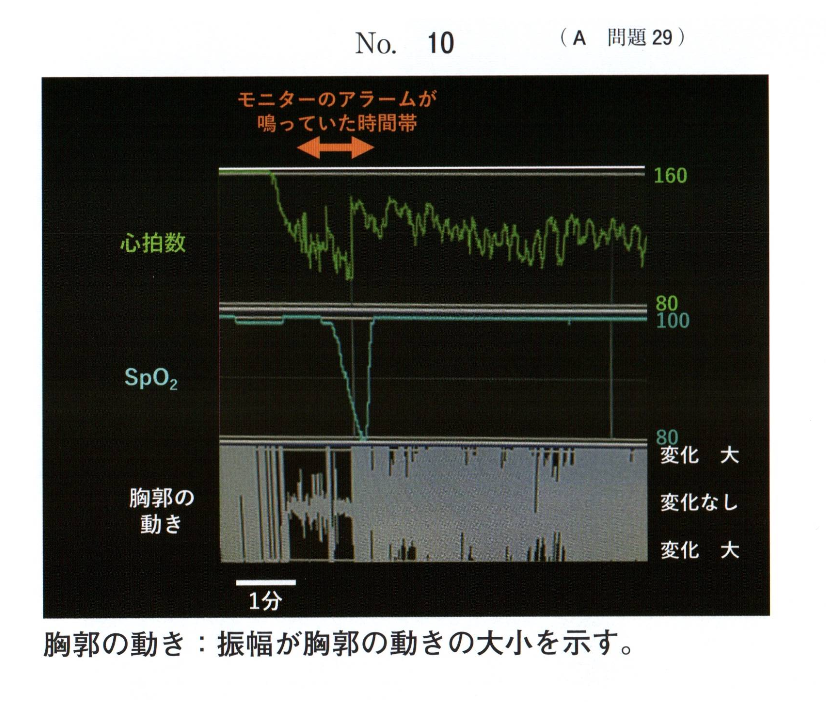 No. 10
（A 問題29）
モニターのアラームが
鳴っていた時間帯
160
心拍数
80
100
SpO₂
80
変化 大
胸郭の
動き
変化なし
変化 大
1分
胸郭の動き：振幅が胸郭の動きの大小を示す。